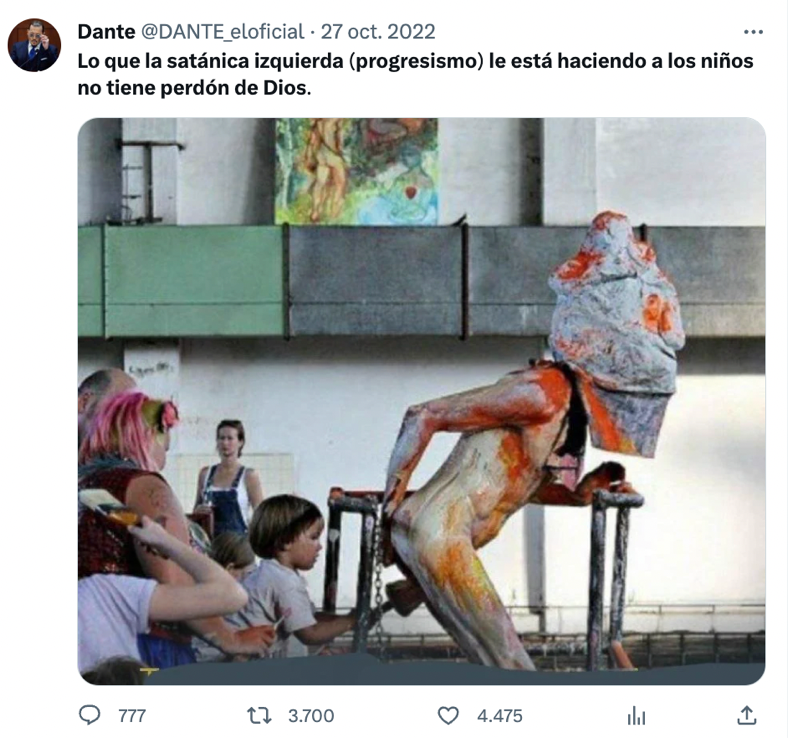 Dante @DANTE_eloficial · 27 oct. 2022
Lo que la satánica izquierda (progresismo) le está haciendo a los niños
no tiene perdón de Dios.
777 3.700 4.475